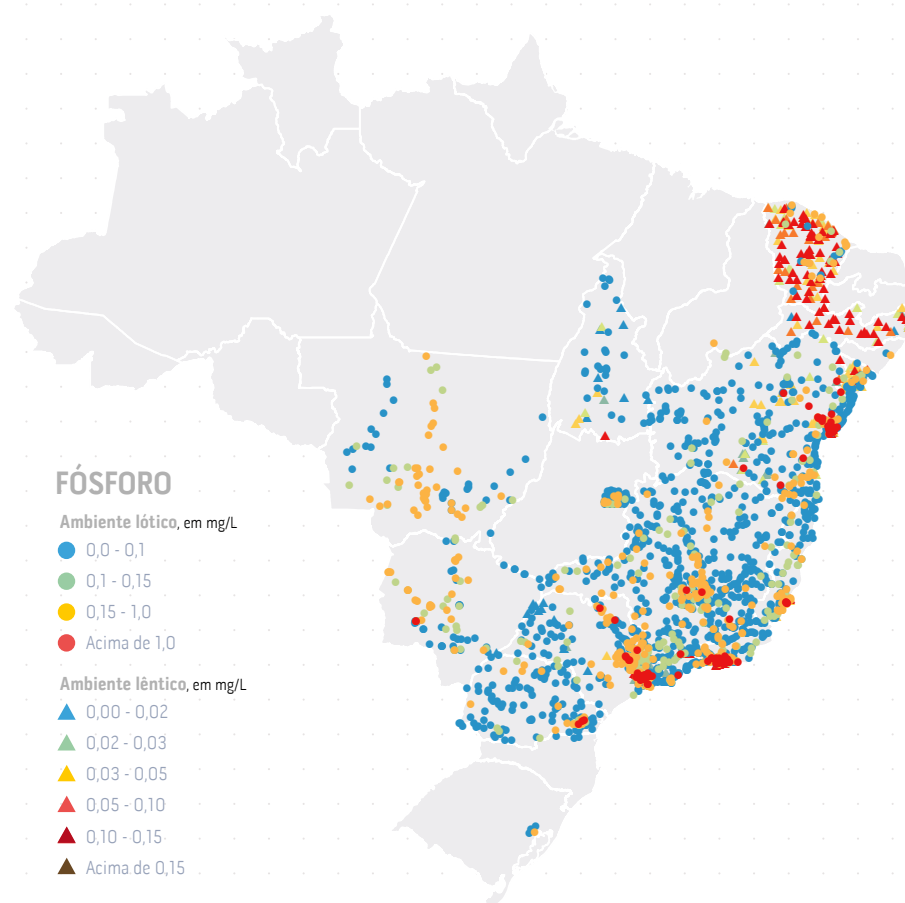 FÓSFORO
Ambiente lótico, em mg/L
0,0 - 0,1
0,1 - 0,15
0,15 - 1,0
Acima de 1,0
Ambiente lêntico, em mg/L
0,00 - 0,02
0,02 - 0,03
0,03 - 0,05
0,05 - 0,10
0,10 - 0,15
Acima de 0,15